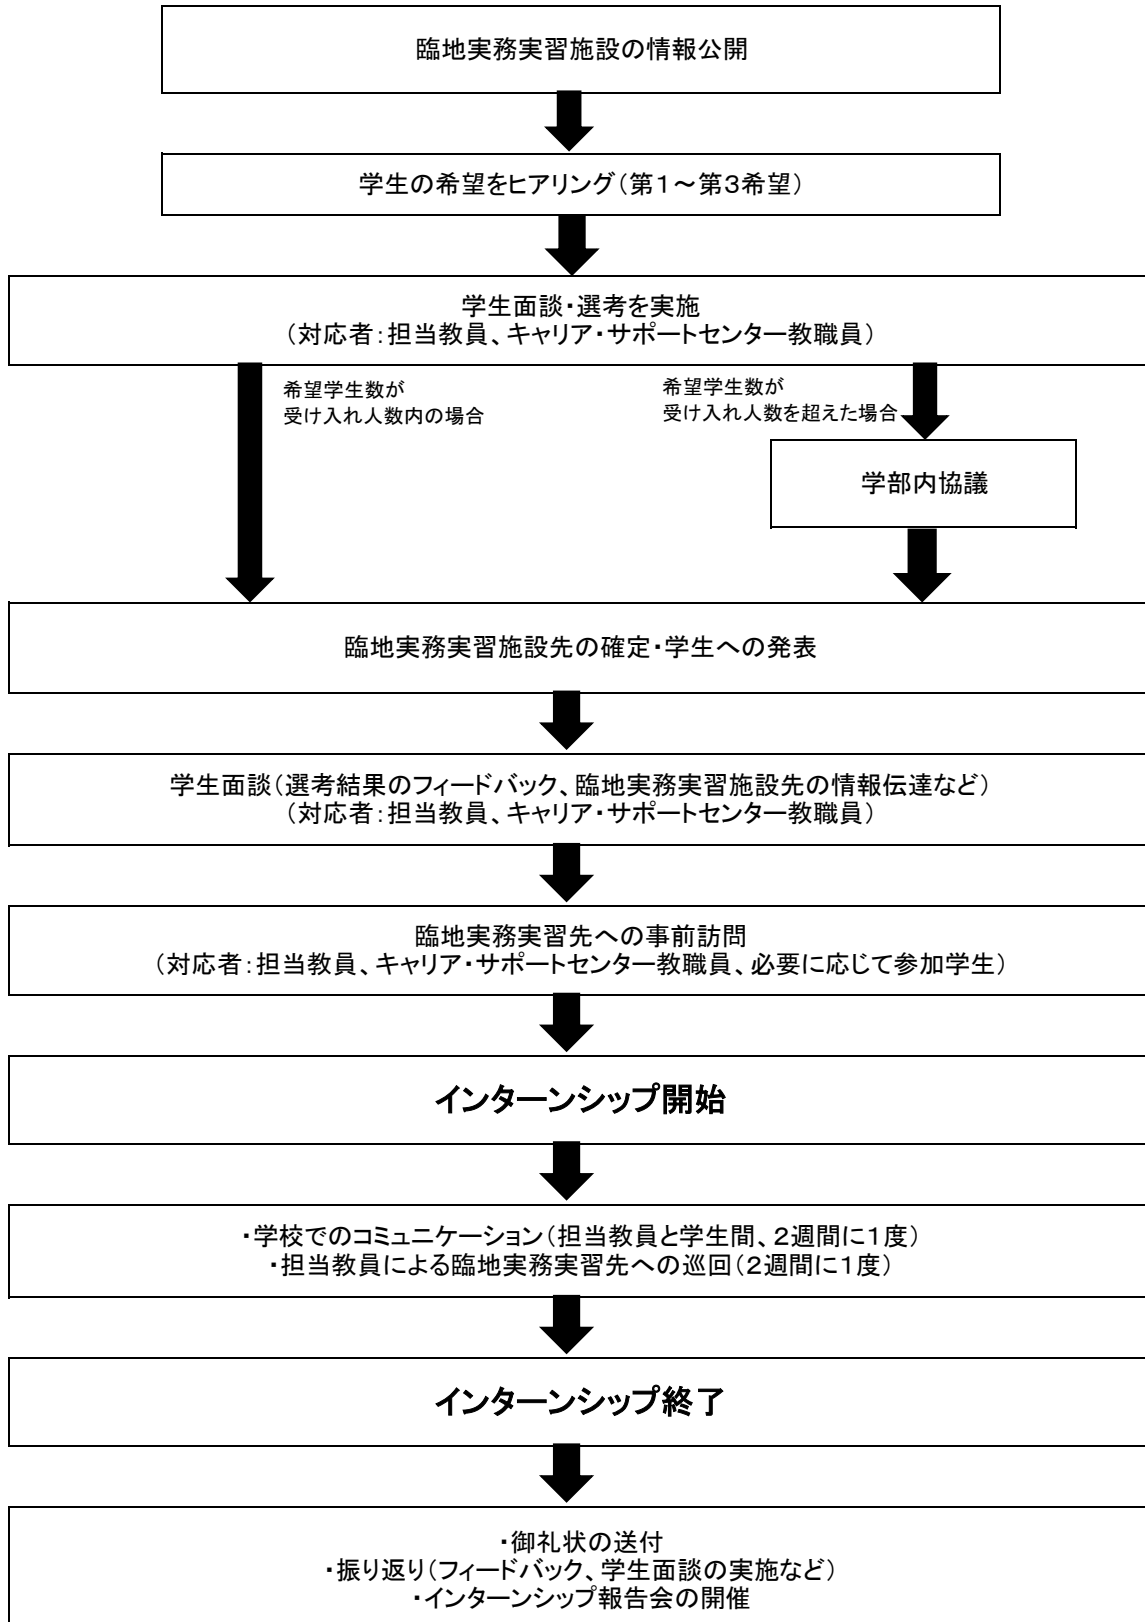 臨地実務実習施設の情報公開
学生の希望をヒアリング（第１～第３希望）
学生面談・選考を実施
（対応者：担当教員、キャリア・サポートセンター教職員）
希望学生数が
受け入れ人数内の場合
希望学生数が
受け入れ人数を超えた場合
学部内協議
臨地実務実習施設先の確定・学生への発表
学生面談（選考結果のフィードバック、臨地実務実習施設先の情報伝達など）
（対応者：担当教員、キャリア・サポートセンター教職員）
臨地実務実習先への事前訪問
（対応者：担当教員、キャリア・サポートセンター教職員、必要に応じて参加学生）
インターンシップ開始
・学校でのコミュニケーション（担当教員と学生間、２週間に１度）
・担当教員による臨地実務実習先への巡回（２週間に１度）
インターンシップ終了
・御礼状の送付
・振り返り（フィードバック、学生面談の実施など）
・インターンシップ報告会の開催